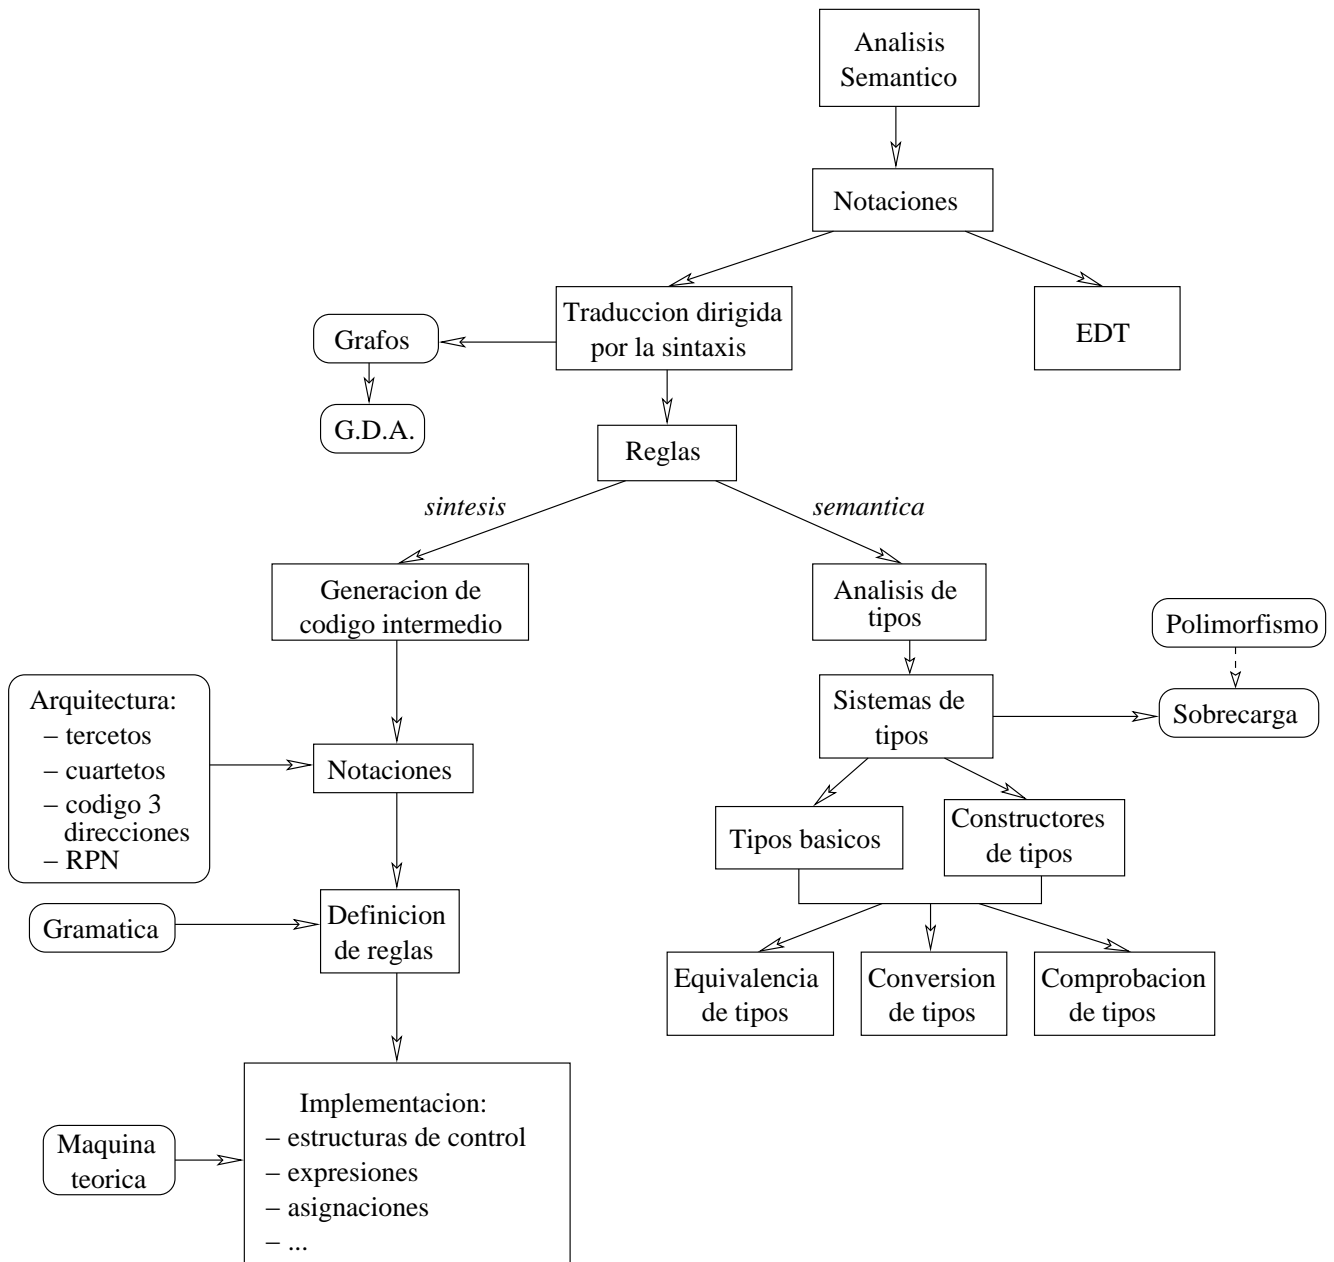 Analisis
Semantico
Notaciones
Traduccion dirigida
por la sintaxis
EDT
Grafos
G.D.A.
Reglas
sintesis
semantica
Generacion de
codigo intermedio
Analisis de
tipos
Polimorfismo
Sobrecarga
Sistemas de
tipos
Arquitectura:
– tercetos
– cuartetos
– codigo 3
direcciones
– RPN
Notaciones
Tipos basicos
Constructores
de tipos
Gramatica
Definicion
de reglas
Equivalencia
de tipos
Conversion
de tipos
Comprobacion
de tipos
Maquina
teorica
Implementacion:
– estructuras de control
– expresiones
– asignaciones
– ...